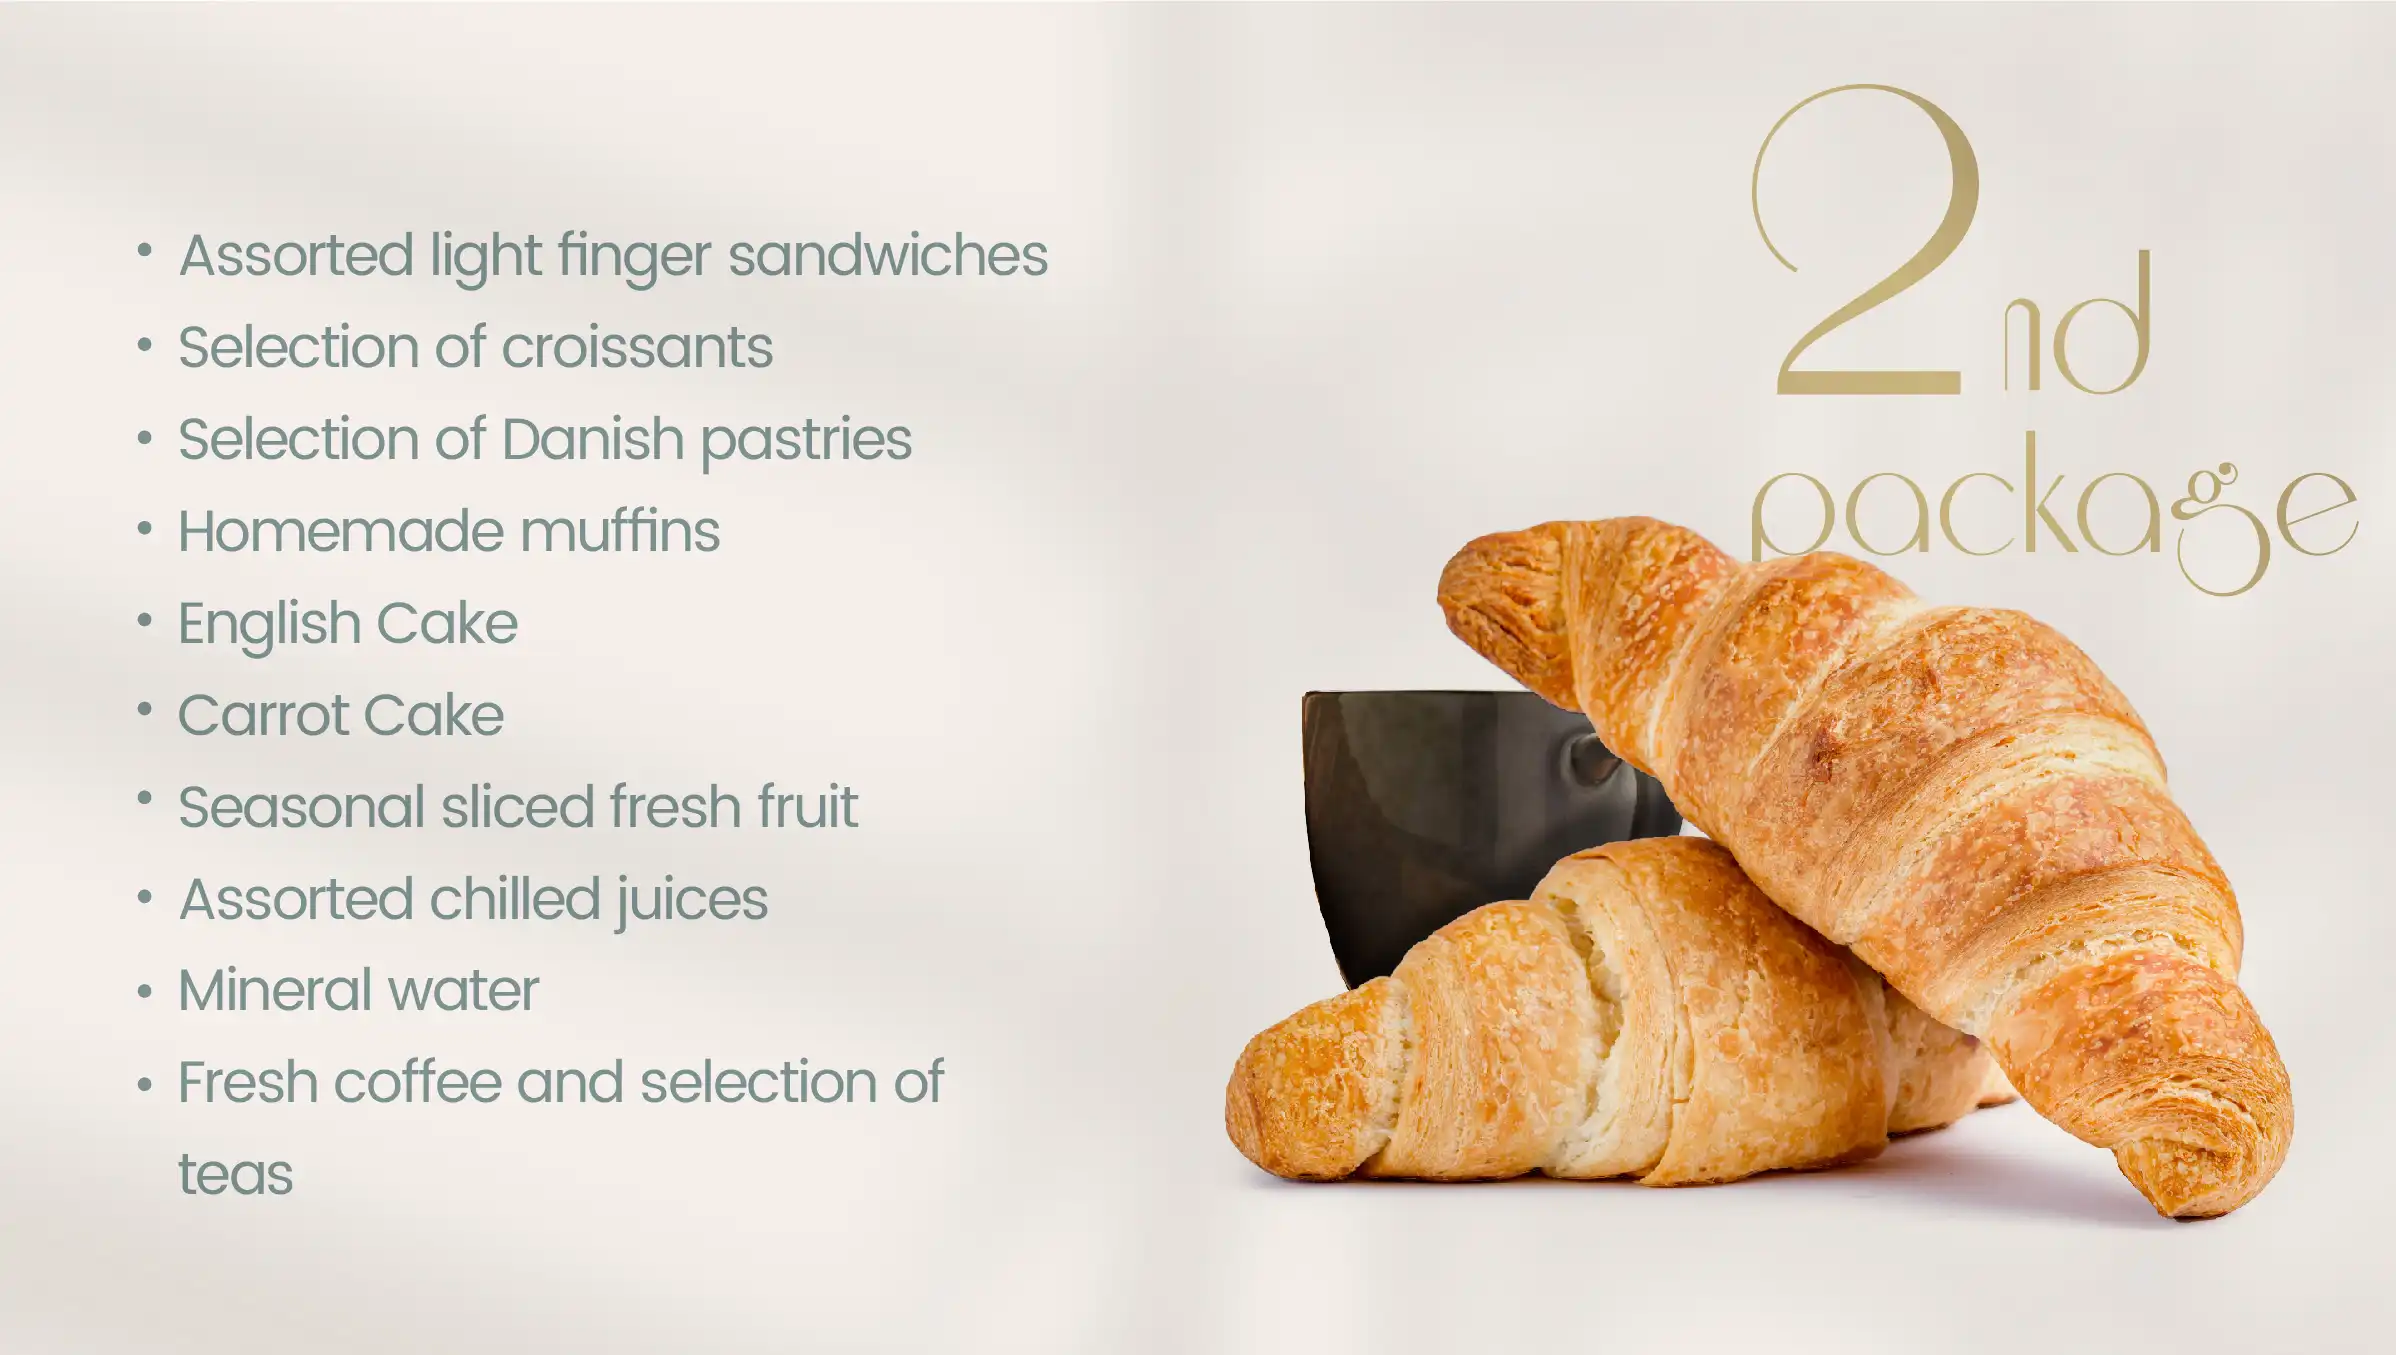 2nd
package
• Assorted light finger sandwiches
• Selection of croissants
• Selection of Danish pastries
• Homemade muffins
• English Cake
• Carrot Cake
• Seasonal sliced fresh fruit
• Assorted chilled juices
• Mineral water
• Fresh coffee and selection of
teas